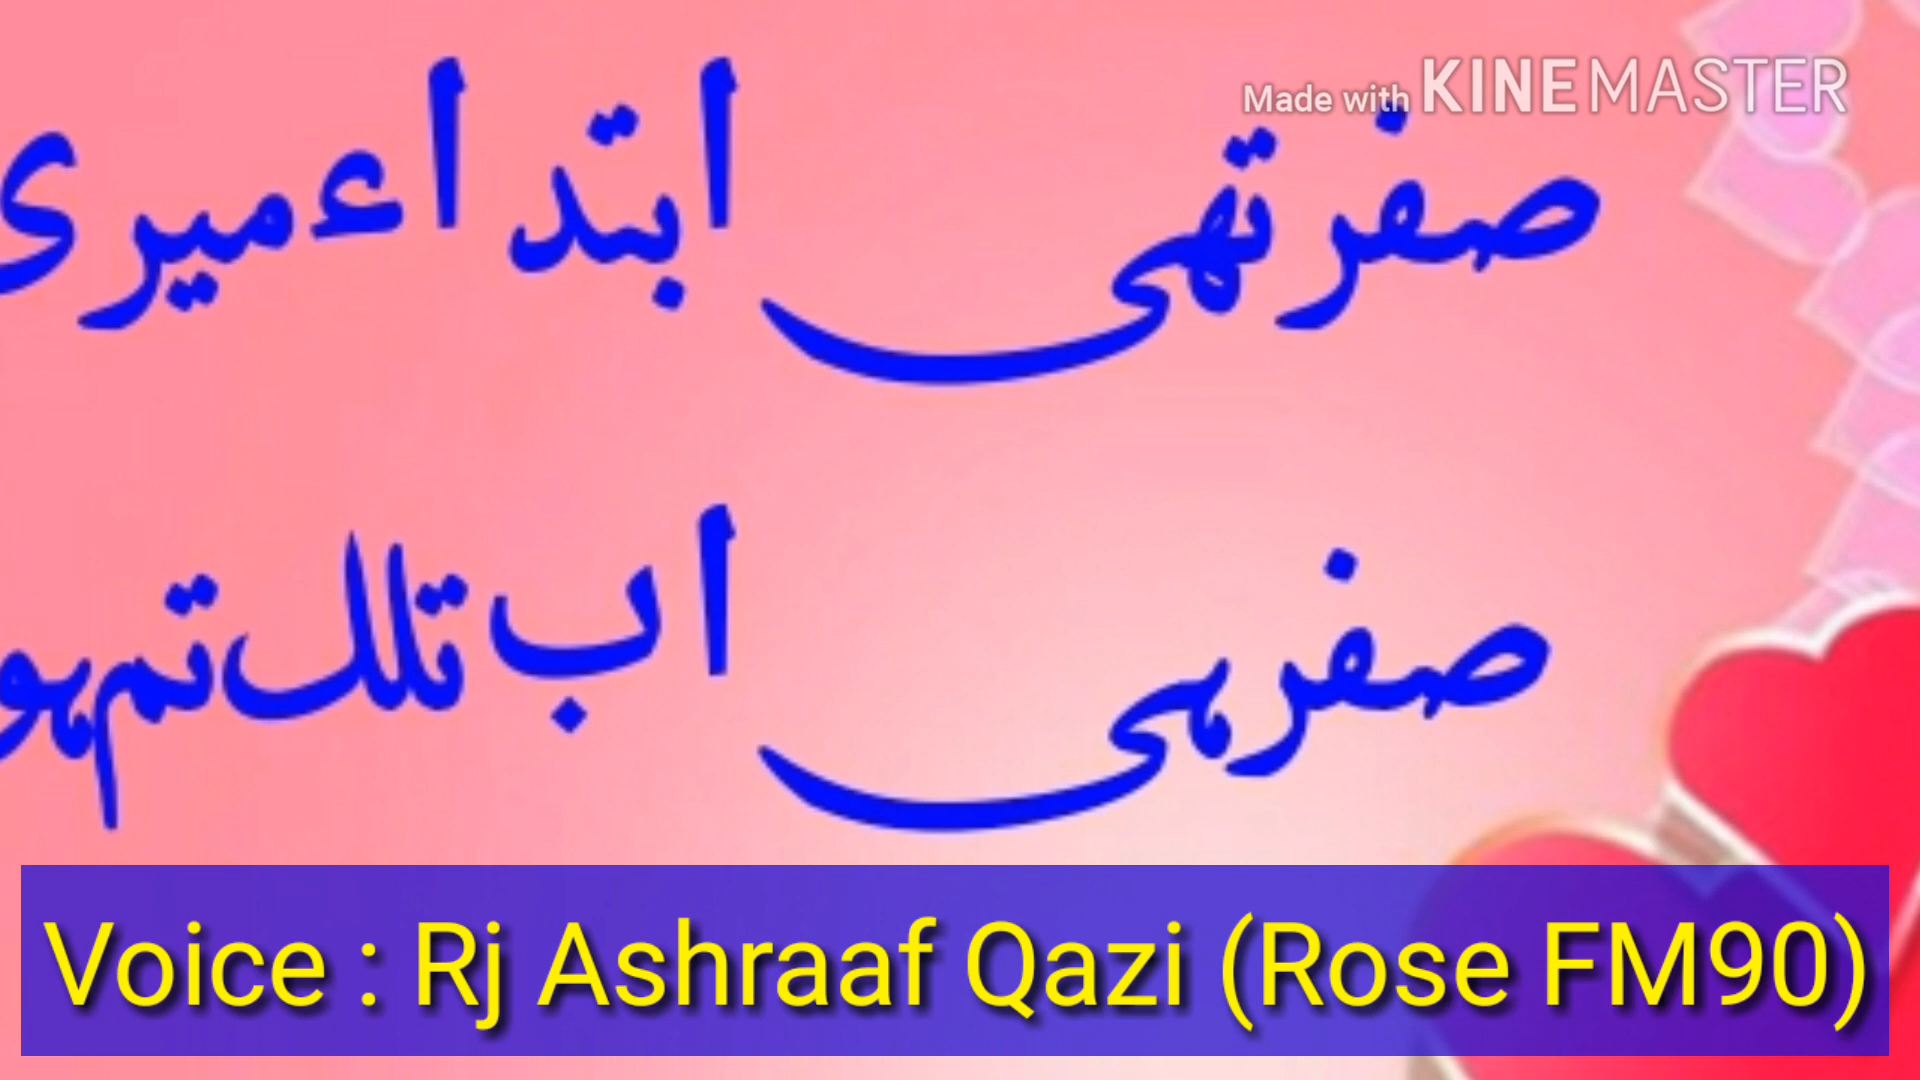 Made with KINEMASTER
صفر تھی ابتداء میری
صفر ہی اب تلک تم ہو
Voice : Rj Ashraaf Qazi (Rose FM90)